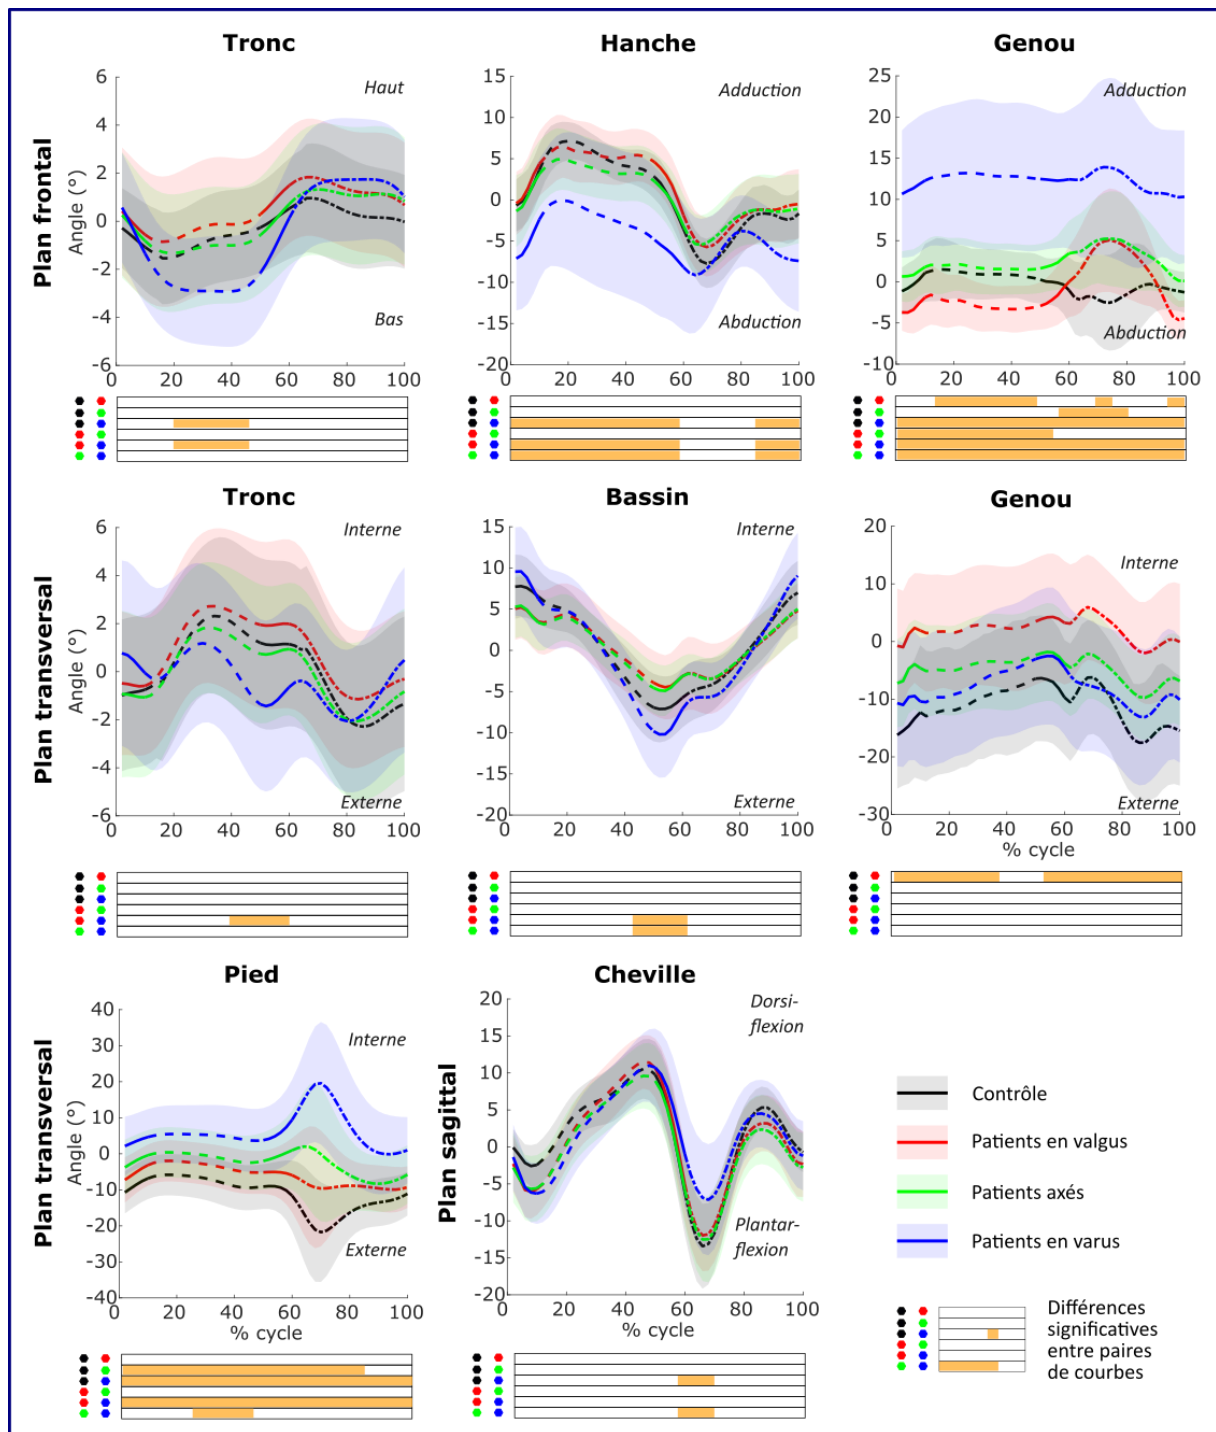 Tronc
Hanche
Genou
Plan frontal
Angle (°)
6
4
2
0
-2
-4
-6
Haut
Bas
0 20 40 60 80 100
15
10
5
0
-5
-10
-15
-20
Adduction
Abduction
0 20 40 60 80 100
25
20
15
10
5
0
-5
-10
Adduction
Abduction
0 20 40 60 80 100
Tronc
Bassin
Genou
Plan transversal
Angle (°)
6
4
2
0
-2
-4
-6
Interne
Externe
0 20 40 60 80 100
15
10
5
0
-5
-10
-15
-20
Interne
Externe
0 20 40 60 80 100
20
10
0
-10
-20
-30
Interne
Externe
0 20 40 60 80 100
% cycle
Pied
Cheville
Plan transversal
Angle (°)
40
30
20
10
0
-10
-20
-30
-40
Interne
Externe
0 20 40 60 80 100
% cycle
Plan sagittal
20
15
10
5
0
-5
-10
-15
-20
Dorsi-
flexion
Plantar-
flexion
0 20 40 60 80 100
% cycle
Contrôle
Patients en valgus
Patients axés
Patients en varus
Différences
significatives
entre paires
de courbes